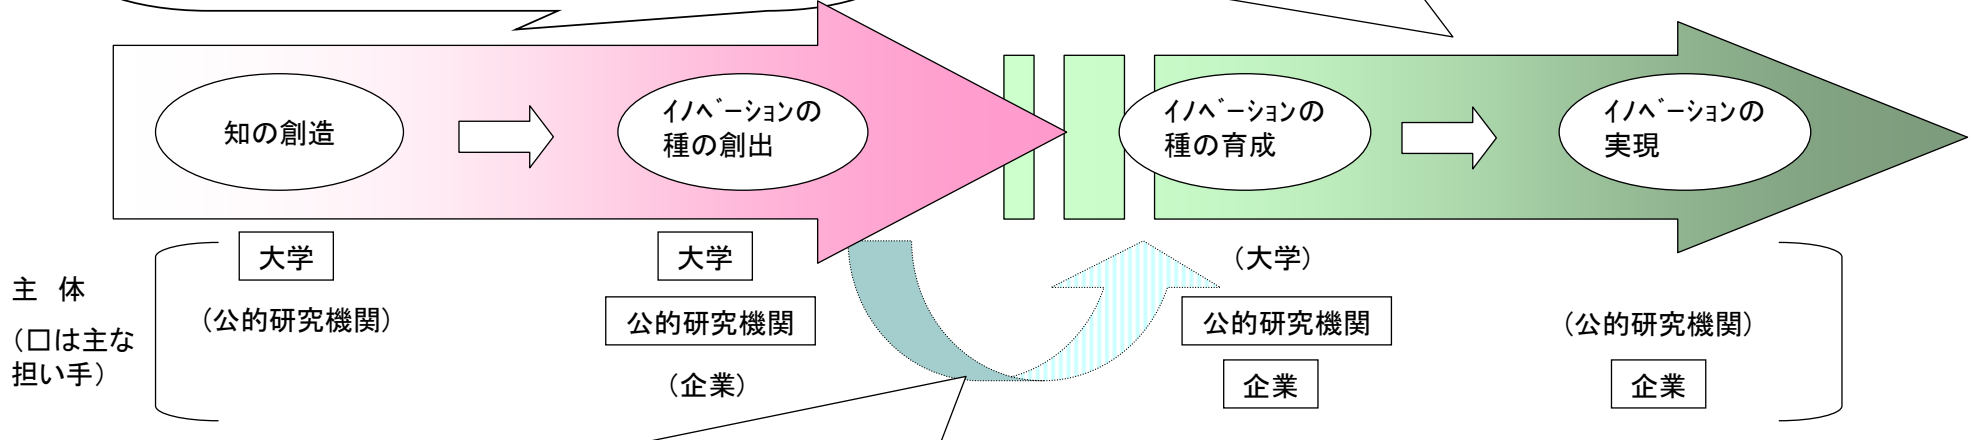 知の創造
イノベーションの
種の創出
イノベーションの
種の育成
イノベーションの
実現
主 体
(口は主な
担い手)
大学
(公的研究機関)
大学
公的研究機関
(企業)
(大学)
公的研究機関
企業
(公的研究機関)
企業